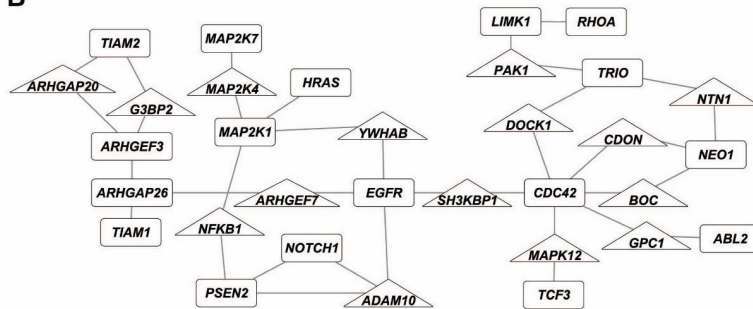 B
LIMK1 RHOA
TIAM2 MAP2K7
PAK1 TRIO
ARHGAP20 MAP2K4 HRAS NTN1
G3BP2 YWHAB DOCK1 CDON
ARHGEF3 MAP2K1 NEO1
ARHGAP26 ARHGEF7 EGFR SH3KBP1 CDC42 BOC
TIAM1 NFKB1 NOTCH1 MAPK12 GPC1 ABL2
PSEN2 ADAM10 TCF3